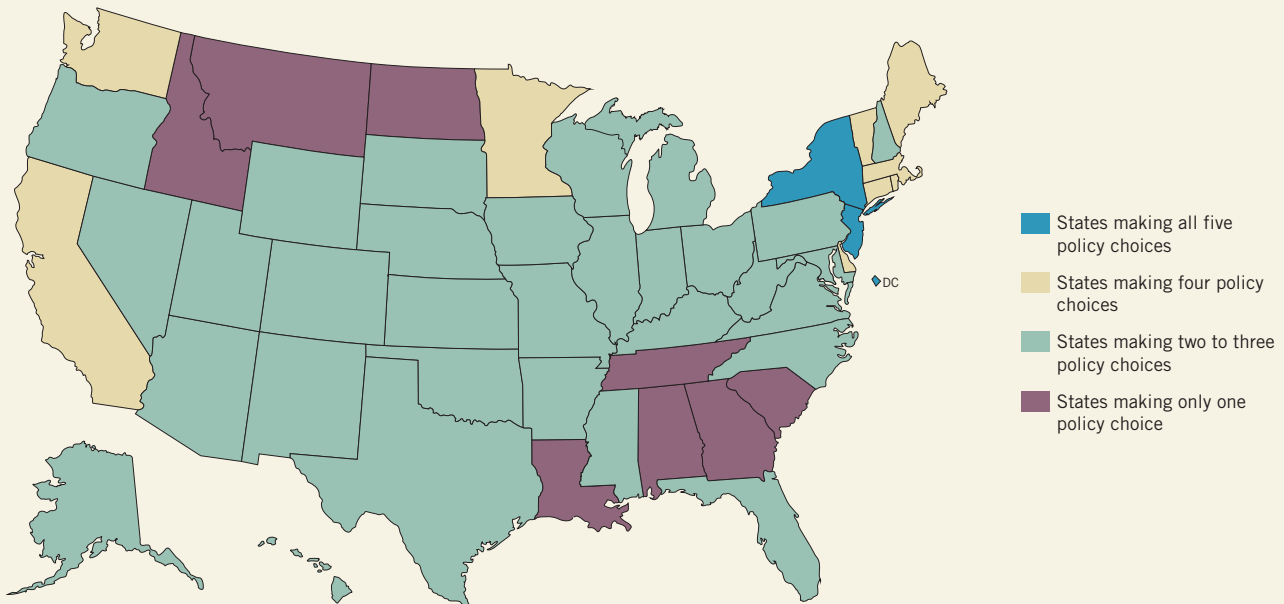 DC
States making all five
policy choices
States making four policy
choices
States making two to three
policy choices
States making only one
policy choice